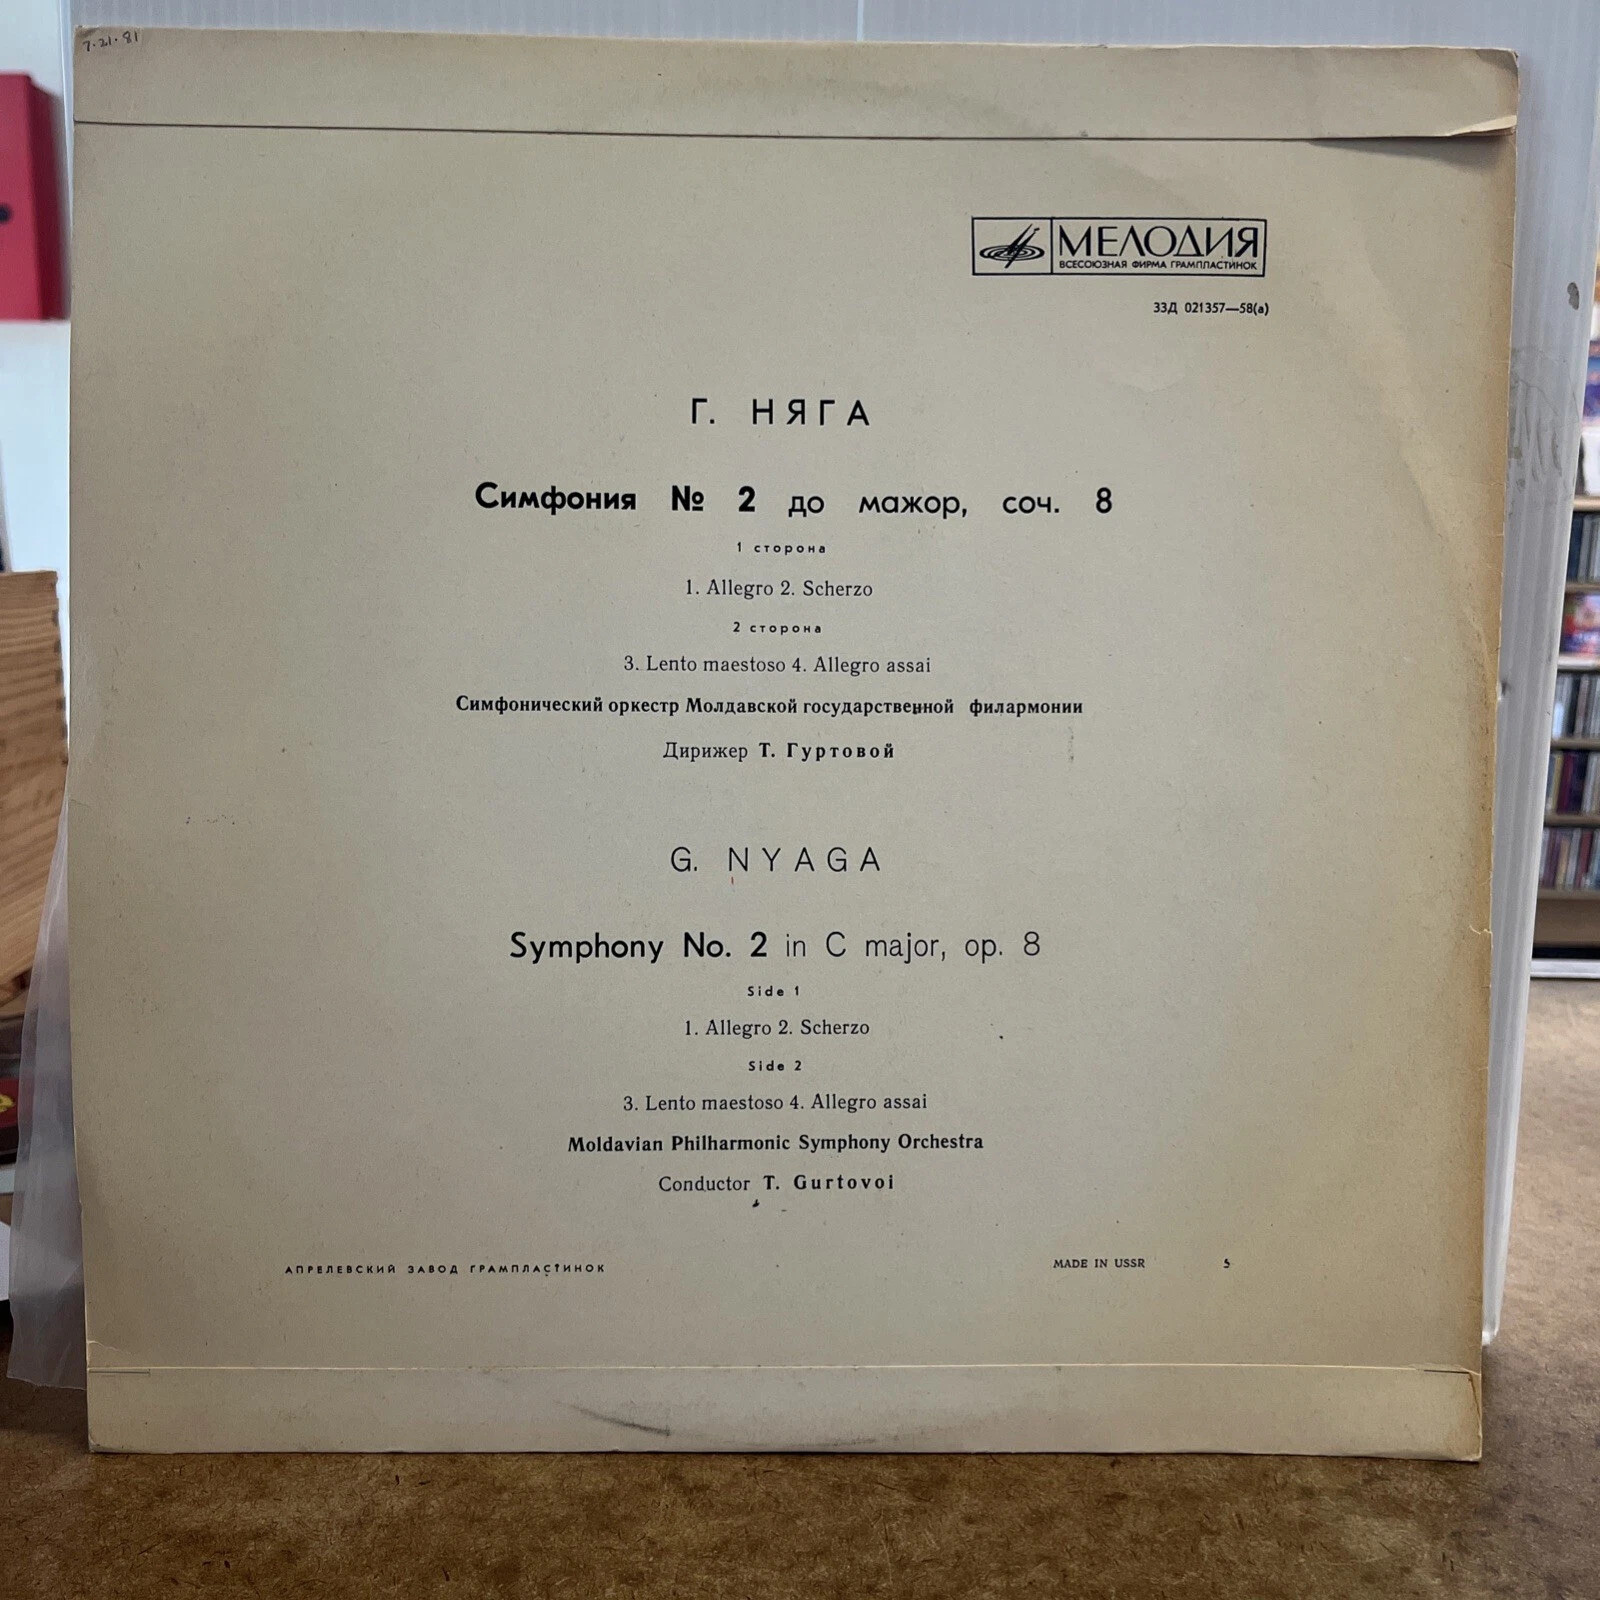 7·21·81
МЕЛОДИЯ
ВСЕСОЮЗНАЯ ФИРМА ГРАМПЛАСТИНОК
33Д 021357—58(а)
Г. НЯГА
Симфония № 2 до мажор, соч. 8
1 сторона
1. Allegro 2. Scherzo
2 сторона
3. Lento maestoso 4. Allegro assai
Симфонический оркестр Молдавской государственной филармонии
Дирижер Т. Гуртовой
G. NYAGA
Symphony No. 2 in C major, op. 8
Side 1
1. Allegro 2. Scherzo
Side 2
3. Lento maestoso 4. Allegro assai
Moldavian Philharmonic Symphony Orchestra
Conductor T. Gurtovoi
АПРЕЛЕВСКИЙ ЗАВОД ГРАМПЛАСТИНОК
MADE IN USSR 5